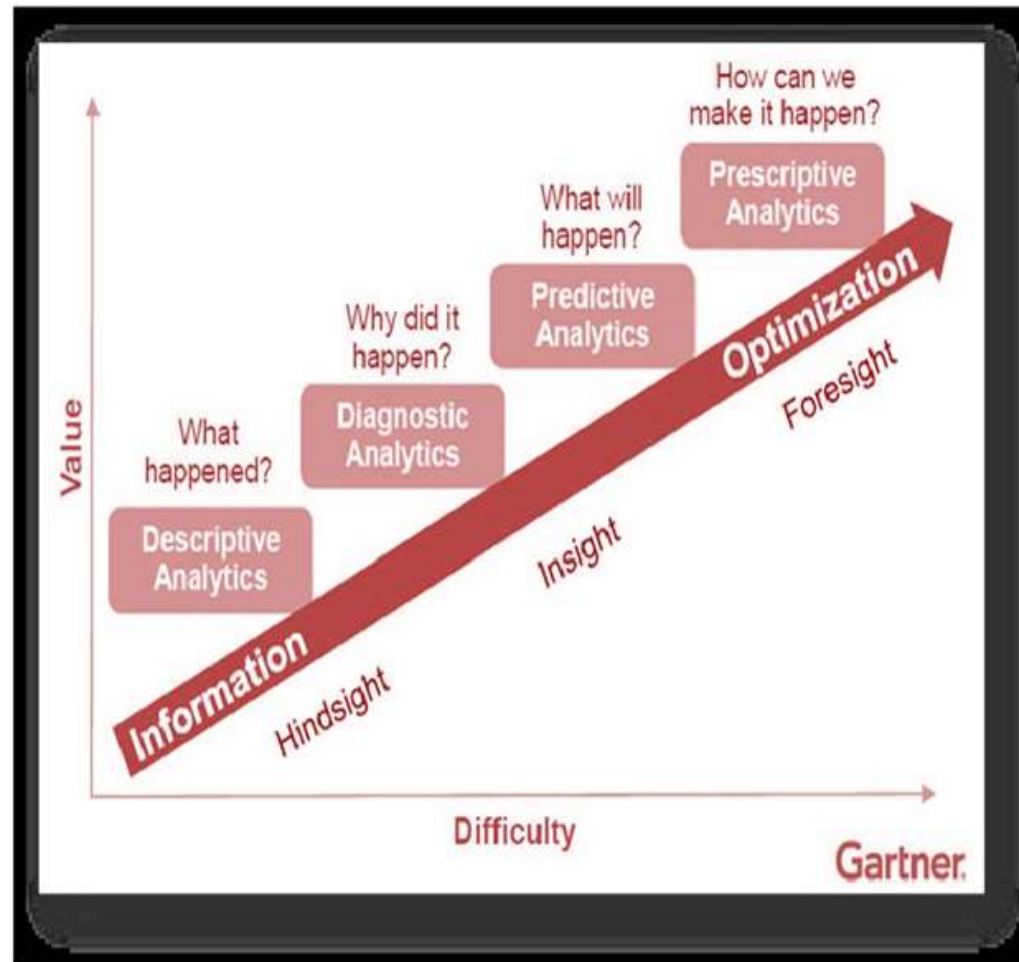 How can we
make it happen?
Prescriptive
Analytics
What will
happen?
Predictive
Analytics
Why did it
happen?
Diagnostic
Analytics
What
happened?
Descriptive
Analytics
Value
Information
Optimization
Hindsight
Insight
Foresight
Difficulty
Gartner.